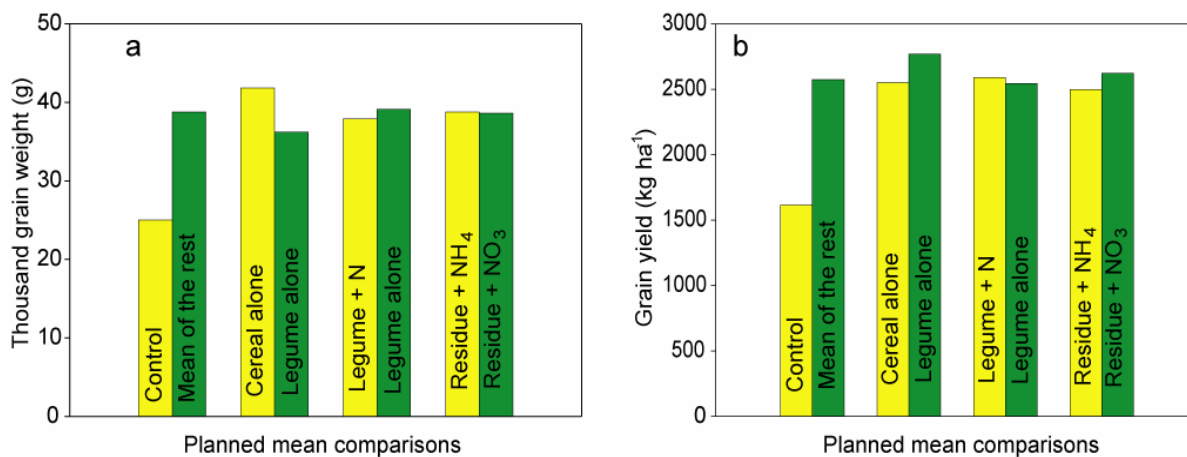 a
Thousand grain weight (g)
50
40
30
20
10
0
Control
Mean of the rest
Cereal alone
Legume alone
Legume + N
Legume alone
Residue + NH4
Residue + NO3
Planned mean comparisons
b
Grain yield (kg ha-1)
3000
2500
2000
1500
1000
500
0
Control
Mean of the rest
Cereal alone
Legume alone
Legume + N
Legume alone
Residue + NH4
Residue + NO3
Planned mean comparisons